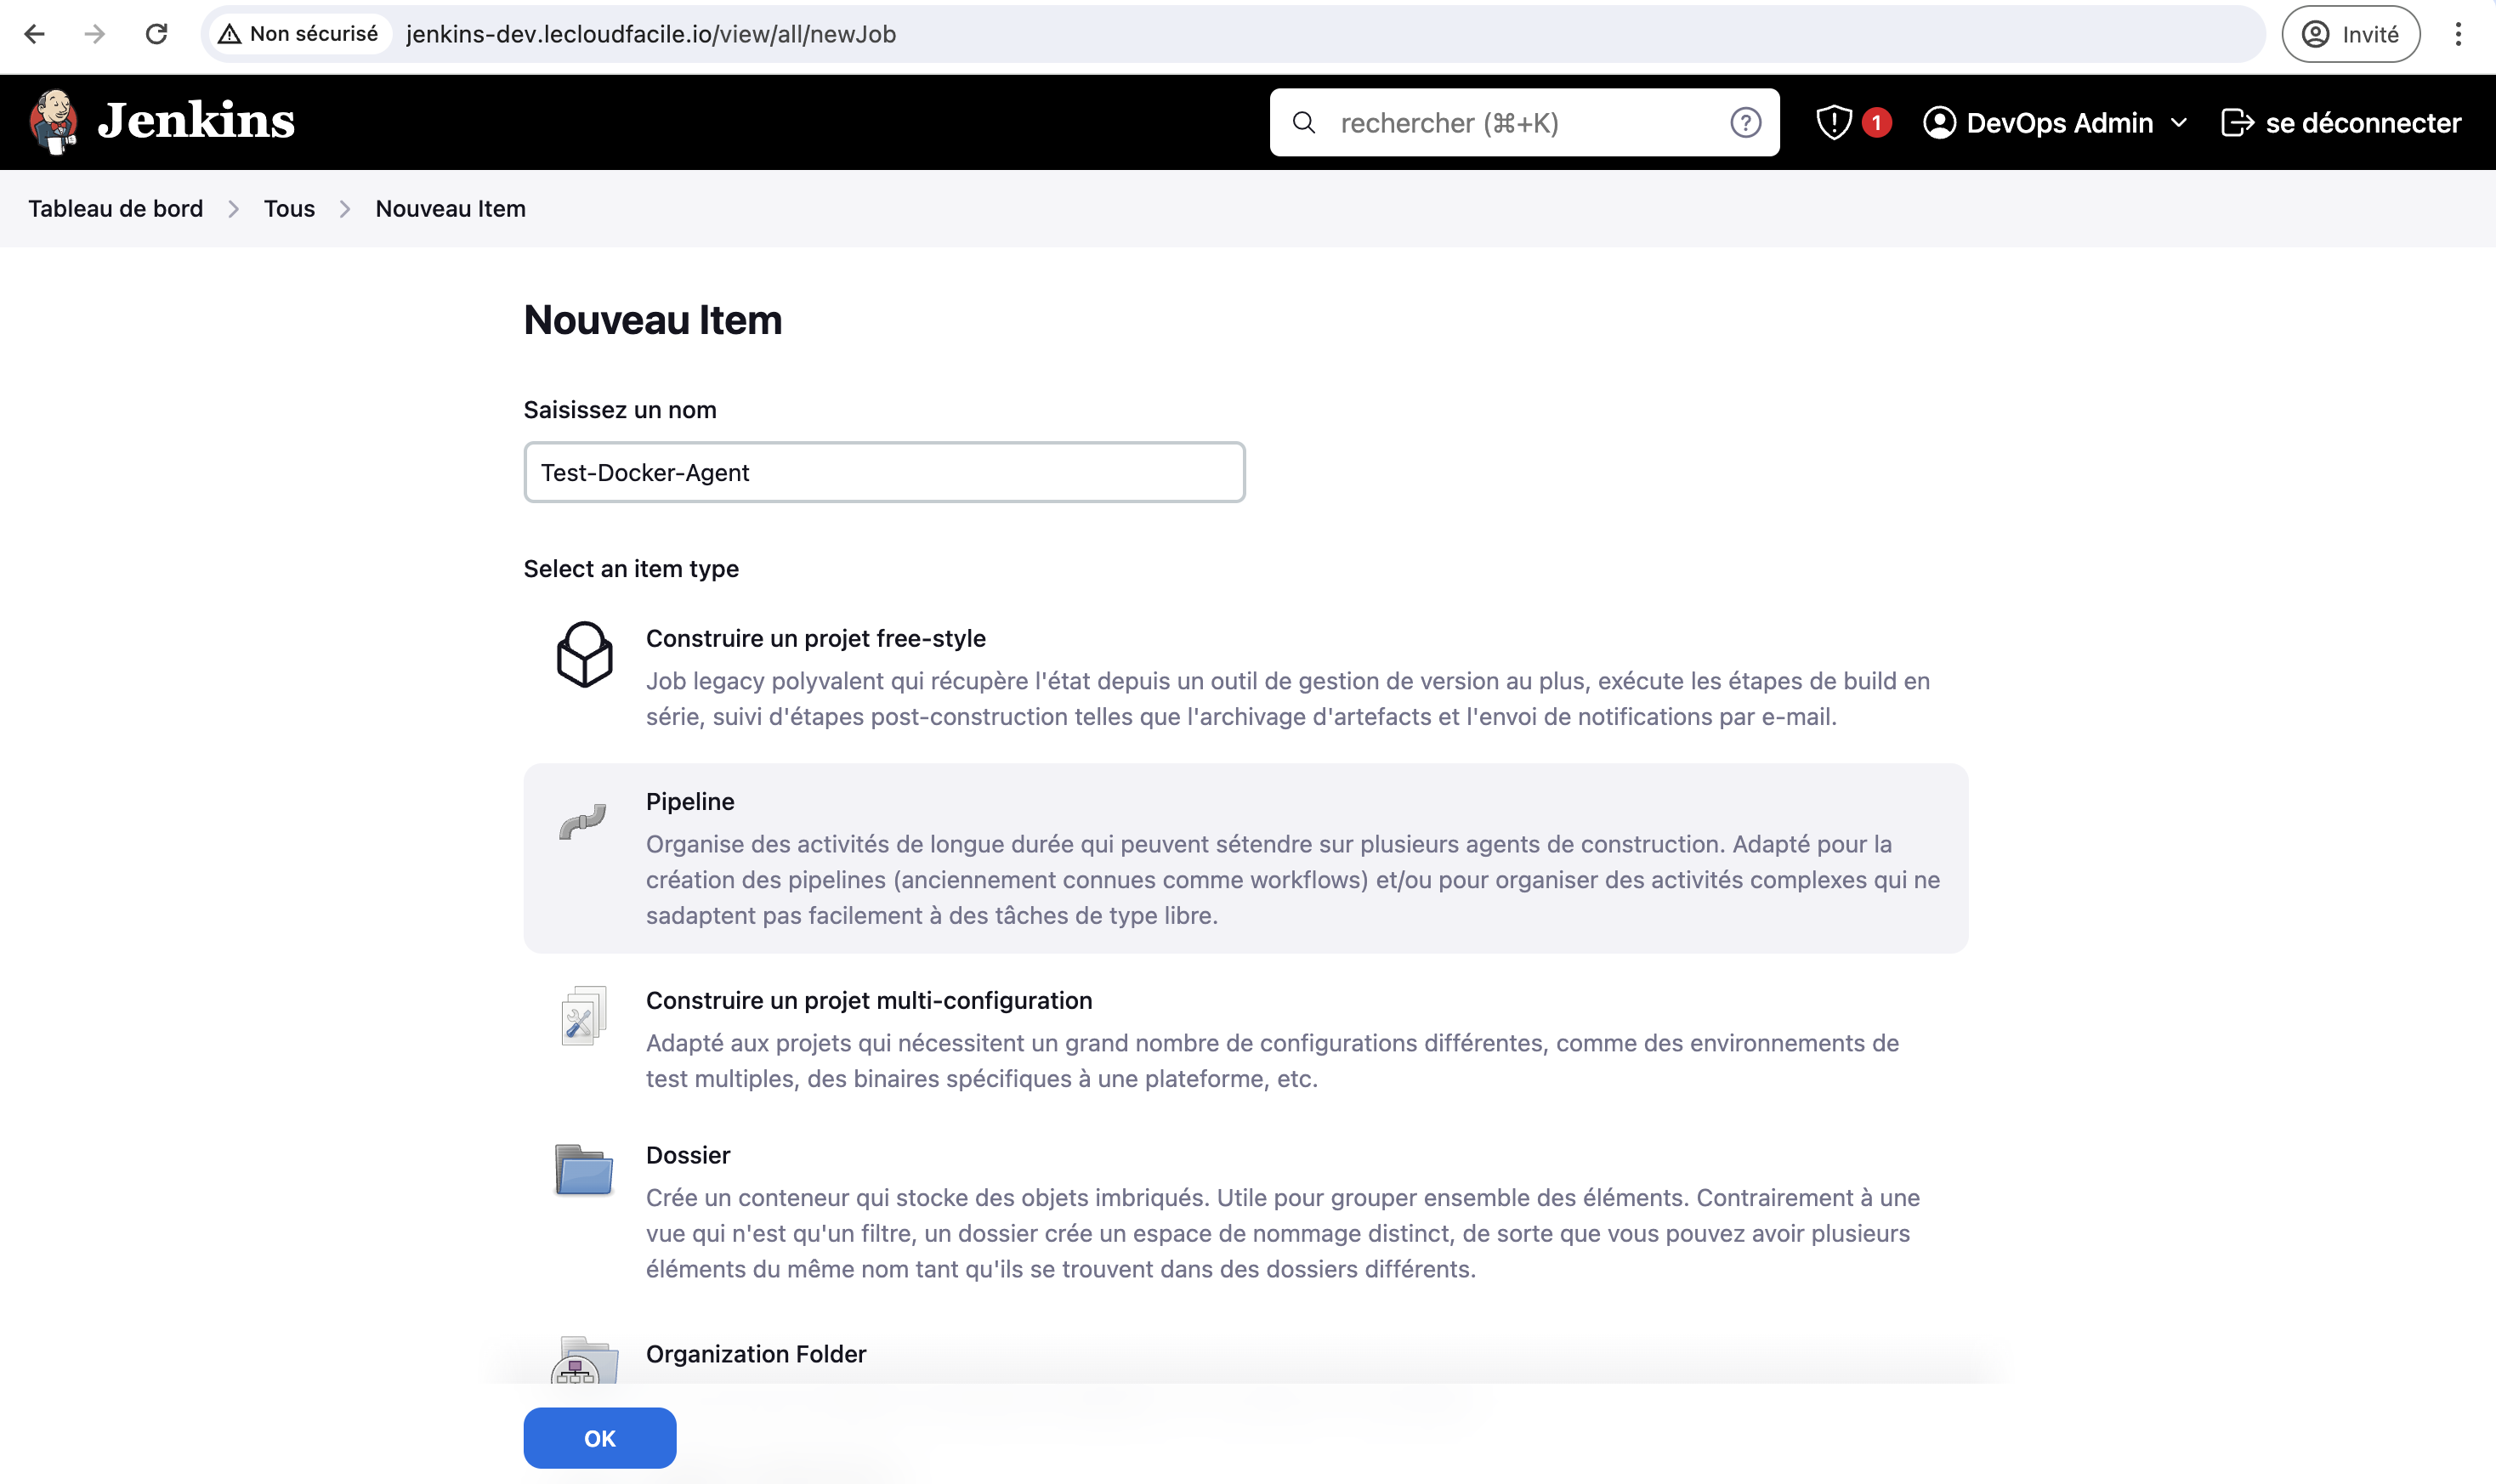 Non sécurisé jenkins-dev.lecloudfacile.io/view/all/newJob Invité
Jenkins rechercher (⌘+K) 1 DevOps Admin se déconnecter
Tableau de bord Tous Nouveau Item
Nouveau Item
Saisissez un nom
Test-Docker-Agent
Select an item type
Construire un projet free-style
Job legacy polyvalent qui récupère l'état depuis un outil de gestion de version au plus, exécute les étapes de build en
série, suivi d'étapes post-construction telles que l'archivage d'artefacts et l'envoi de notifications par e-mail.
Pipeline
Organise des activités de longue durée qui peuvent sétendre sur plusieurs agents de construction. Adapté pour la
création des pipelines (anciennement connues comme workflows) et/ou pour organiser des activités complexes qui ne
sadaptent pas facilement à des tâches de type libre.
Construire un projet multi-configuration
Adapté aux projets qui nécessitent un grand nombre de configurations différentes, comme des environnements de
test multiples, des binaires spécifiques à une plateforme, etc.
Dossier
Crée un conteneur qui stocke des objets imbriqués. Utile pour grouper ensemble des éléments. Contrairement à une
vue qui n'est qu'un filtre, un dossier crée un espace de nommage distinct, de sorte que vous pouvez avoir plusieurs
éléments du même nom tant qu'ils se trouvent dans des dossiers différents.
Organization Folder
OK